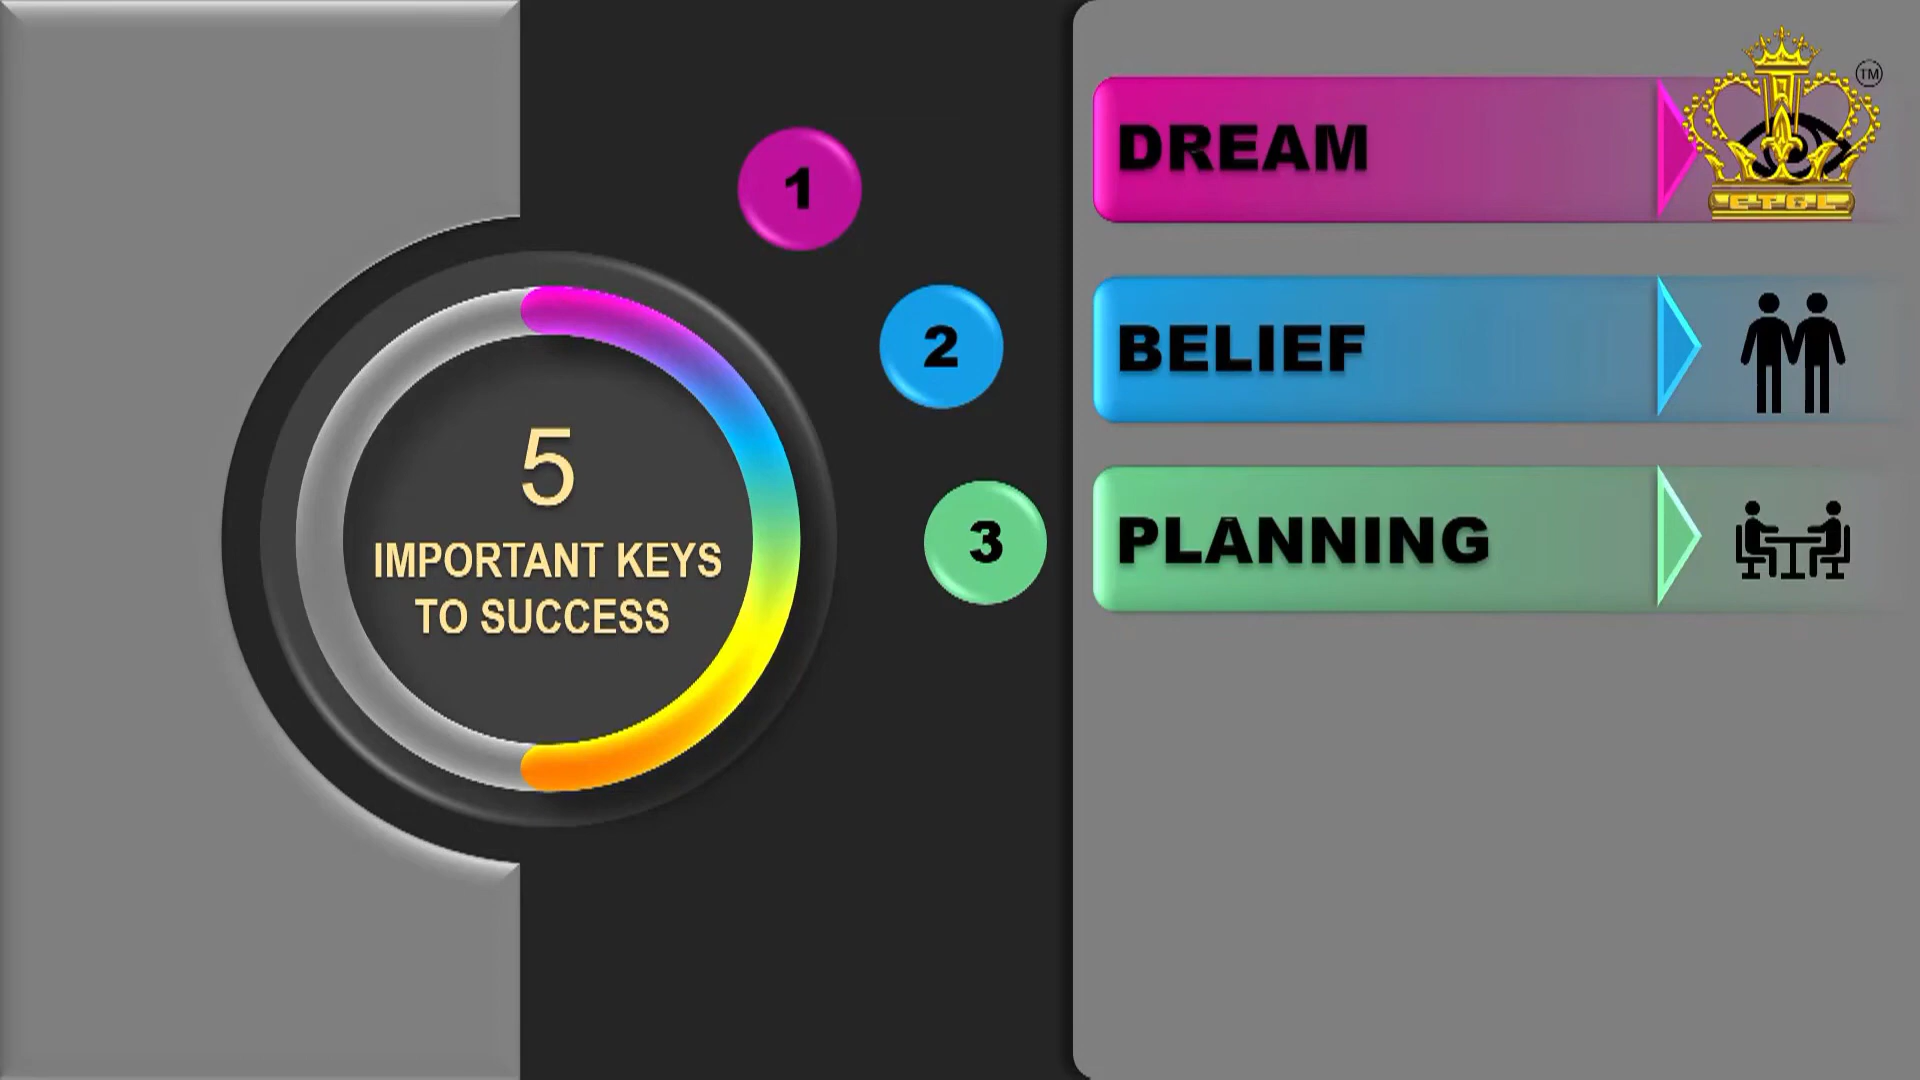 5
IMPORTANT KEYS
TO SUCCESS
1
DREAM
2
BELIEF
3
PLANNING
TM